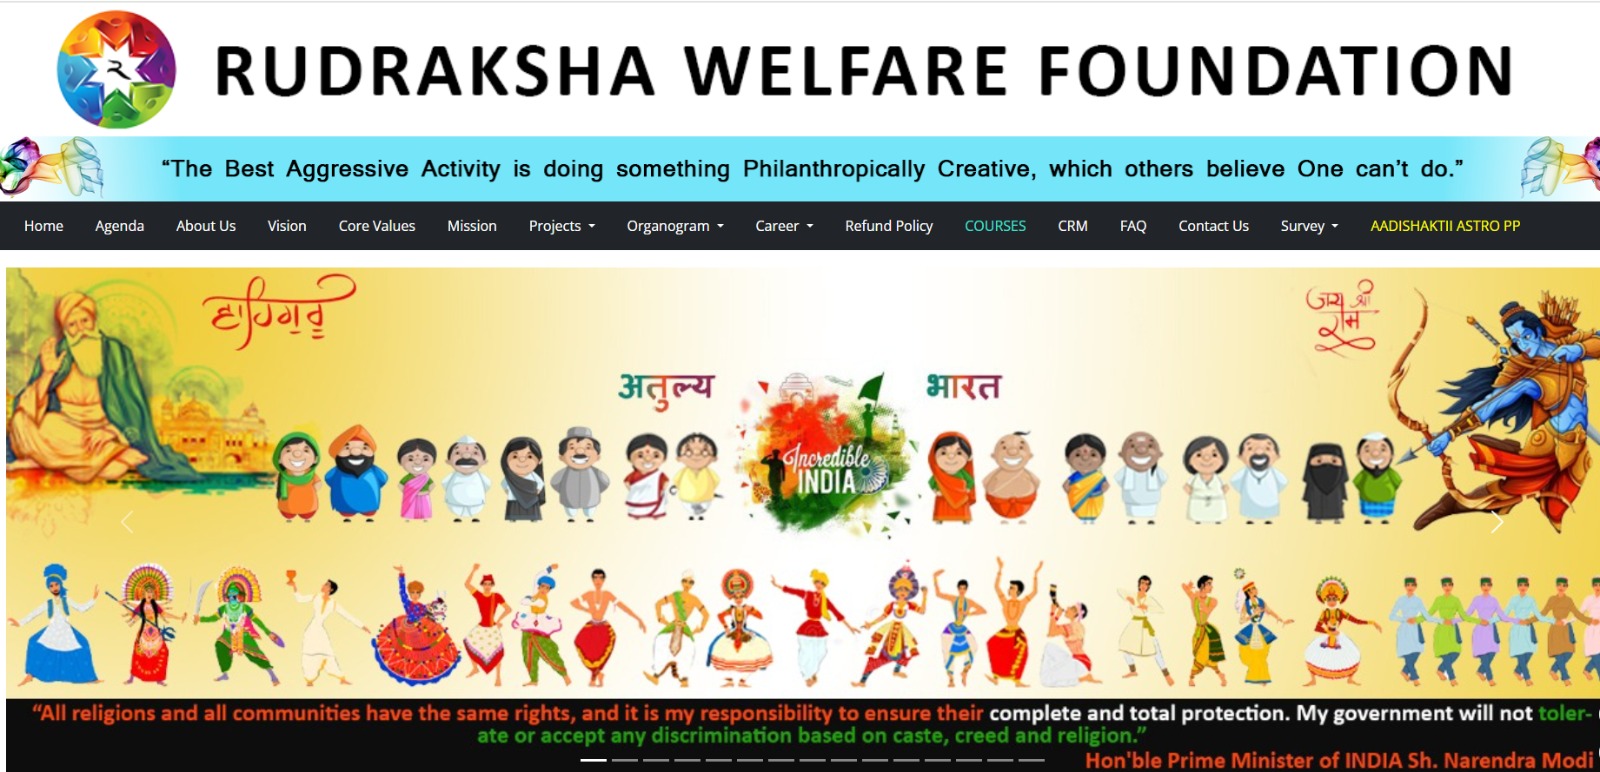 RUDRAKSHA WELFARE FOUNDATION
“The Best Aggressive Activity is doing something Philanthropically Creative, which others believe One can’t do.”
Home Agenda About Us Vision Core Values Mission Projects Organogram Career Refund Policy COURSES CRM FAQ Contact Us Survey AADISHAKTII ASTRO PP
ਵਾਹਿਗੁਰੂ
जय श्री
राम
अतुल्य भारत
Incredible
INDIA
“All religions and all communities have the same rights, and it is my responsibility to ensure their complete and total protection. My government will not toler-
ate or accept any discrimination based on caste, creed and religion.”
Hon'ble Prime Minister of INDIA Sh. Narendra Modi